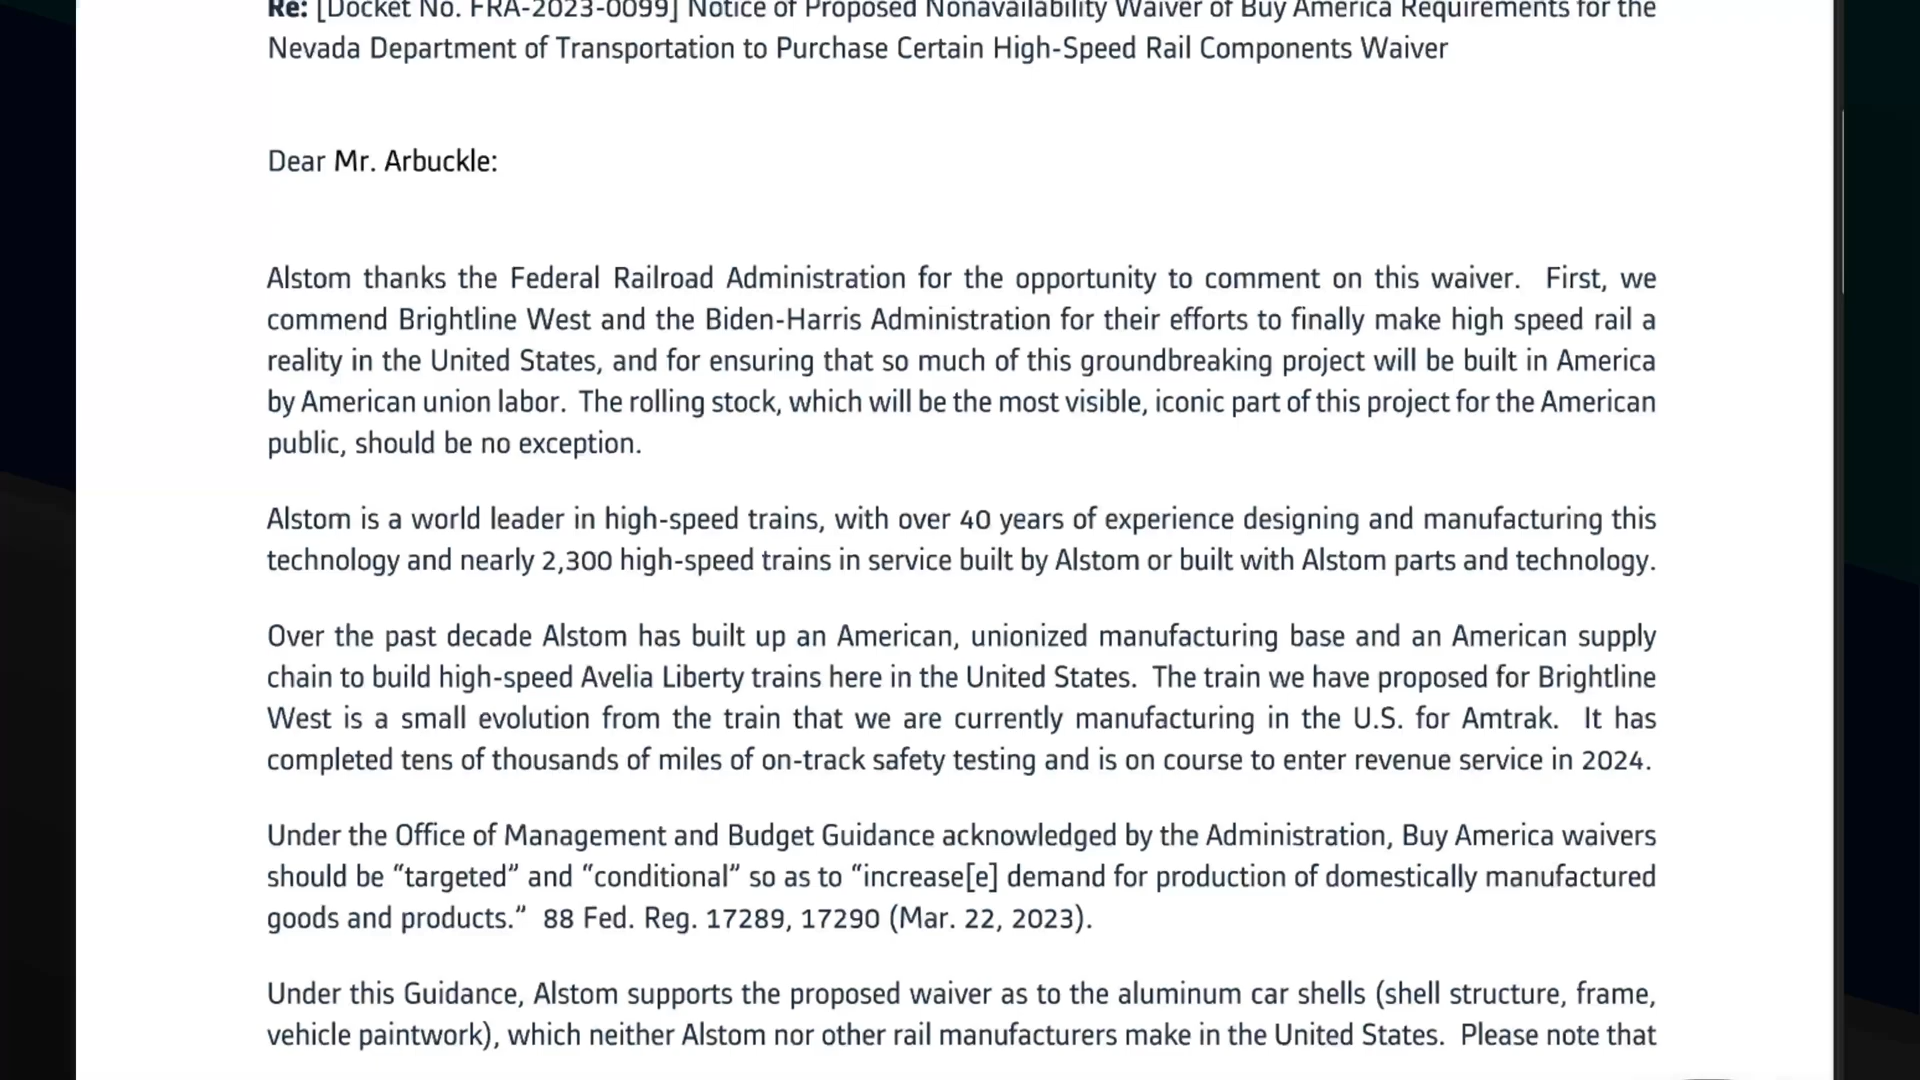 Re: [Docket No. FRA-2023-0099] Notice of Proposed Nonavailability Waiver of Buy America Requirements for the
Nevada Department of Transportation to Purchase Certain High-Speed Rail Components Waiver
Dear Mr. Arbuckle:
Alstom thanks the Federal Railroad Administration for the opportunity to comment on this waiver. First, we
commend Brightline West and the Biden-Harris Administration for their efforts to finally make high speed rail a
reality in the United States, and for ensuring that so much of this groundbreaking project will be built in America
by American union labor. The rolling stock, which will be the most visible, iconic part of this project for the American
public, should be no exception.
Alstom is a world leader in high-speed trains, with over 40 years of experience designing and manufacturing this
technology and nearly 2,300 high-speed trains in service built by Alstom or built with Alstom parts and technology.
Over the past decade Alstom has built up an American, unionized manufacturing base and an American supply
chain to build high-speed Avelia Liberty trains here in the United States. The train we have proposed for Brightline
West is a small evolution from the train that we are currently manufacturing in the U.S. for Amtrak. It has
completed tens of thousands of miles of on-track safety testing and is on course to enter revenue service in 2024.
Under the Office of Management and Budget Guidance acknowledged by the Administration, Buy America waivers
should be “targeted” and “conditional” so as to “increase[e] demand for production of domestically manufactured
goods and products.” 88 Fed. Reg. 17289, 17290 (Mar. 22, 2023).
Under this Guidance, Alstom supports the proposed waiver as to the aluminum car shells (shell structure, frame,
vehicle paintwork), which neither Alstom nor other rail manufacturers make in the United States. Please note that